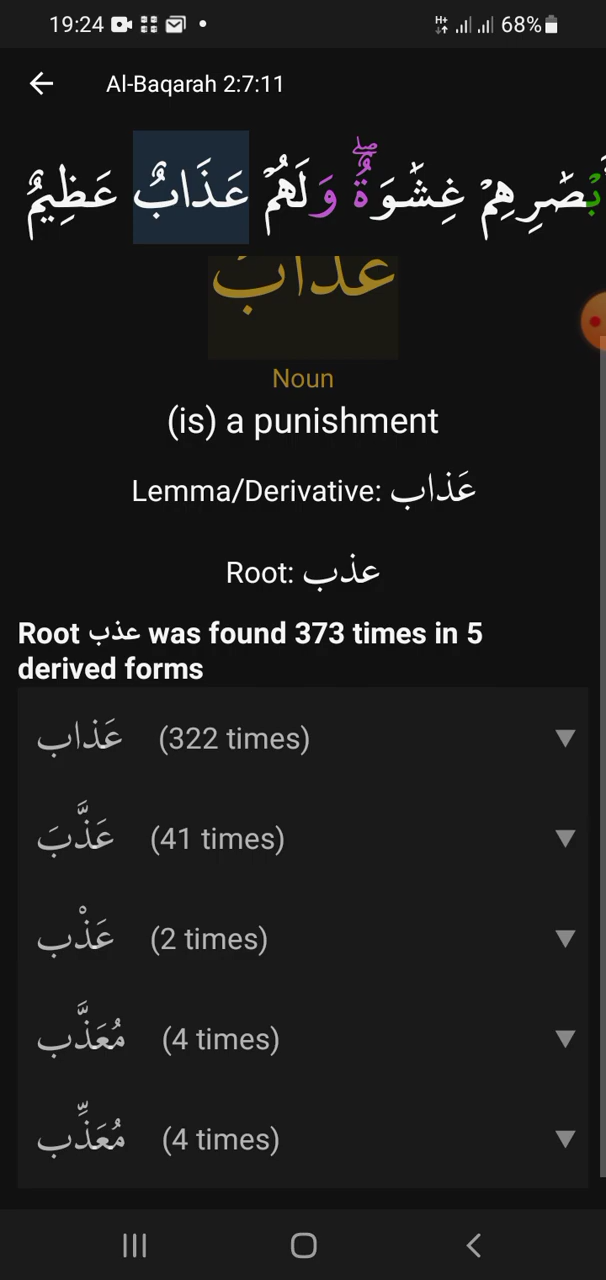 19:24 H+ 68%
Al-Baqarah 2:7:11
بْصَٰرِهِمْ غِشَٰوَةٌۖ وَلَهُمْ عَذَابٌ عَظِيمٌ
عَذَابٌ
Noun
(is) a punishment
Lemma/Derivative: عَذاب
Root: عذب
Root عذب was found 373 times in 5
derived forms
عَذاب (322 times)
عَذَّبَ (41 times)
عَذْب (2 times)
مُعَذَّب (4 times)
مُعَذِّب (4 times)